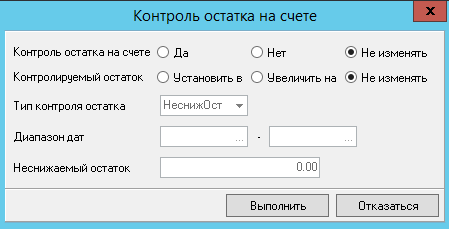 Контроль остатка на счете
x
Контроль остатка на счете Да Нет Не изменять
Контролируемый остаток Установить в Увеличить на Не изменять
Тип контроля остатка НеснижОст
Диапазон дат ... - ...
Неснижаемый остаток 0.00
Выполнить Отказаться